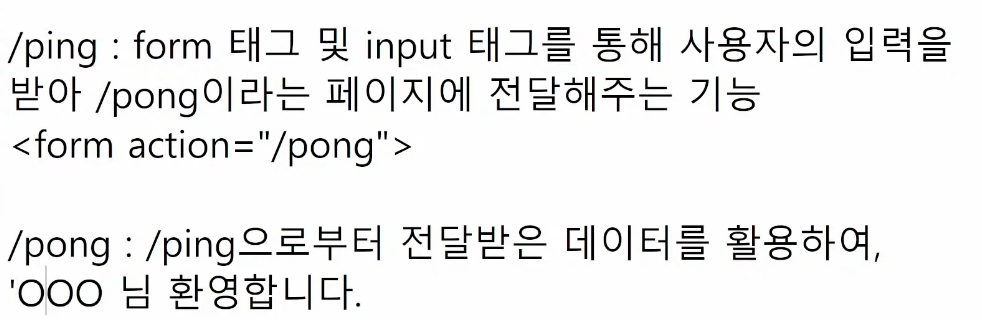 /ping : form 태그 및 input 태그를 통해 사용자의 입력을
받아 /pong이라는 페이지에 전달해주는 기능
<form action="/pong">
/pong : /ping으로부터 전달받은 데이터를 활용하여,
'OOO 님 환영합니다.